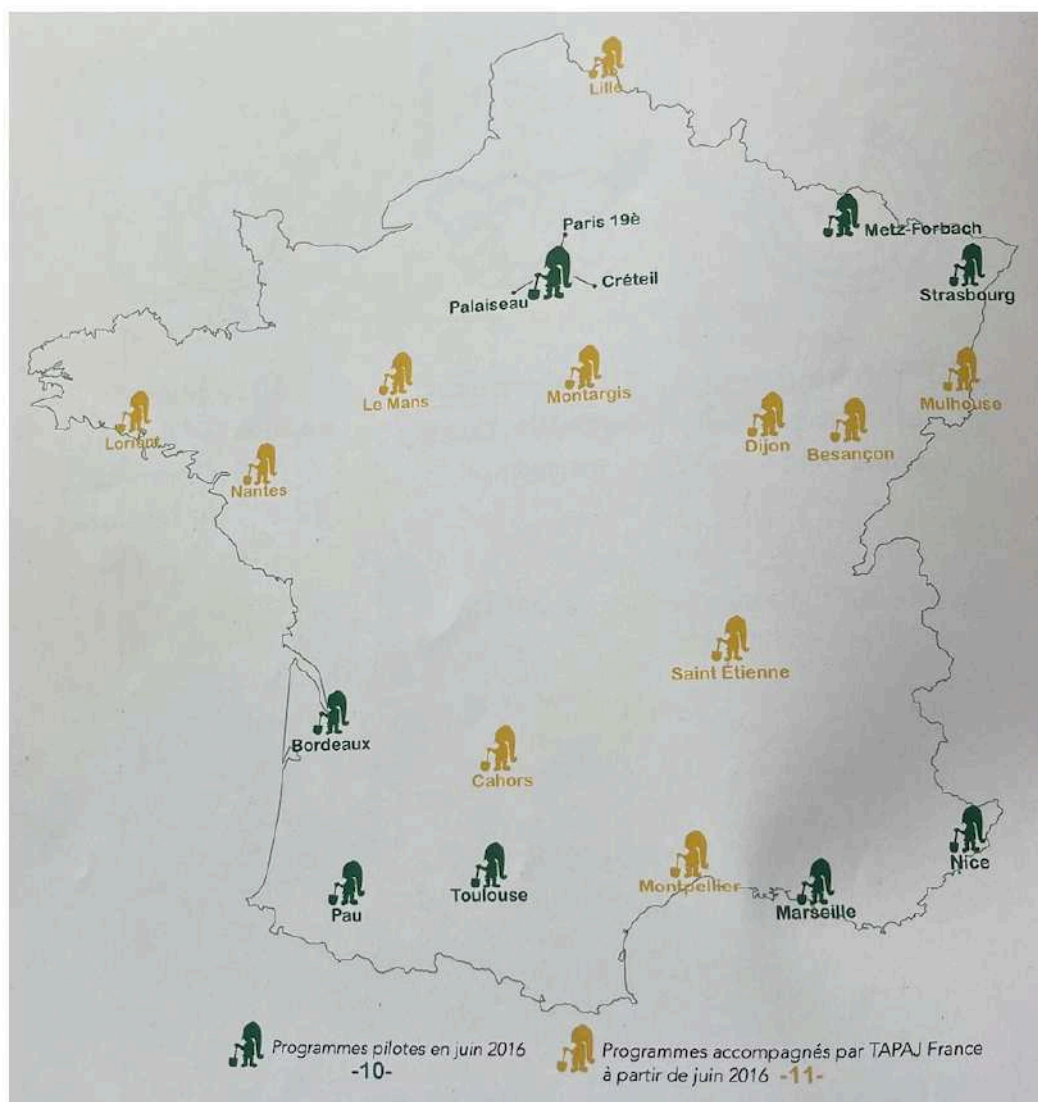 Lille
Paris 19è
Metz-Forbach
Créteil
Palaiseau
Strasbourg
Le Mans
Montargis
Mulhouse
Lorient
Dijon
Besançon
Nantes
Saint Étienne
Bordeaux
Cahors
Nice
Montpellier
Toulouse
Marseille
Pau
Programmes pilotes en juin 2016
-10-
Programmes accompagnés par TAPAJ France
à partir de juin 2016 -11-